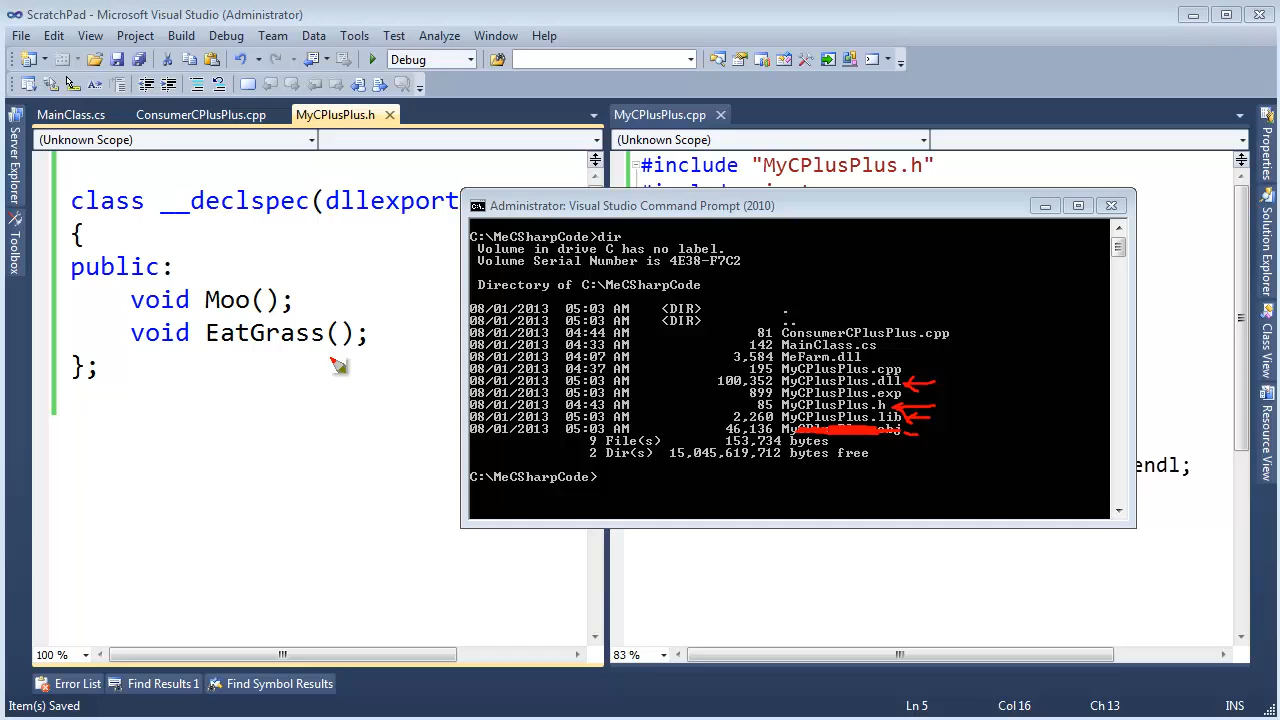 ScratchPad - Microsoft Visual Studio (Administrator)
File Edit View Project Build Debug Team Data Tools Test Analyze Window Help
Debug
MainClass.cs ConsumerCPlusPlus.cpp MyCPlusPlus.h MyCPlusPlus.cpp
(Unknown Scope) (Unknown Scope)
Server Explorer
Toolbox
class __declspec(dllexport
{
public:
void Moo();
void EatGrass();
};
#include "MyCPlusPlus.h"
endl;
Administrator: Visual Studio Command Prompt (2010)
C:\MeCSharpCode>dir
Volume in drive C has no label.
Volume Serial Number is 4E38-F7C2
Directory of C:\MeCSharpCode
08/01/2013 05:03 AM <DIR> .
08/01/2013 05:03 AM <DIR> ..
08/01/2013 04:44 AM 81 ConsumerCPlusPlus.cpp
08/01/2013 04:33 AM 142 MainClass.cs
08/01/2013 04:07 AM 3,584 MeFarm.dll
08/01/2013 04:37 AM 195 MyCPlusPlus.cpp
08/01/2013 05:03 AM 100,352 MyCPlusPlus.dll
08/01/2013 05:03 AM 899 MyCPlusPlus.exp
08/01/2013 04:43 AM 85 MyCPlusPlus.h
08/01/2013 05:03 AM 2,260 MyCPlusPlus.lib
08/01/2013 05:03 AM 46,136 MyCPlusPlus.obj
9 File(s) 153,734 bytes
2 Dir(s) 15,045,619,712 bytes free
C:\MeCSharpCode>
Properties
Solution Explorer
Class View
Resource View
100 % 83 %
Error List Find Results 1 Find Symbol Results
Item(s) Saved Ln 5 Col 16 Ch 13 INS